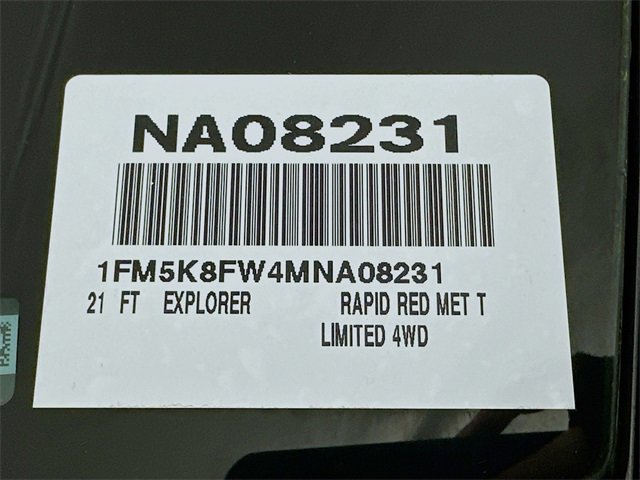 NA08231
1FM5K8FW4MNA08231
21 FT EXPLORER RAPID RED MET T
LIMITED 4WD